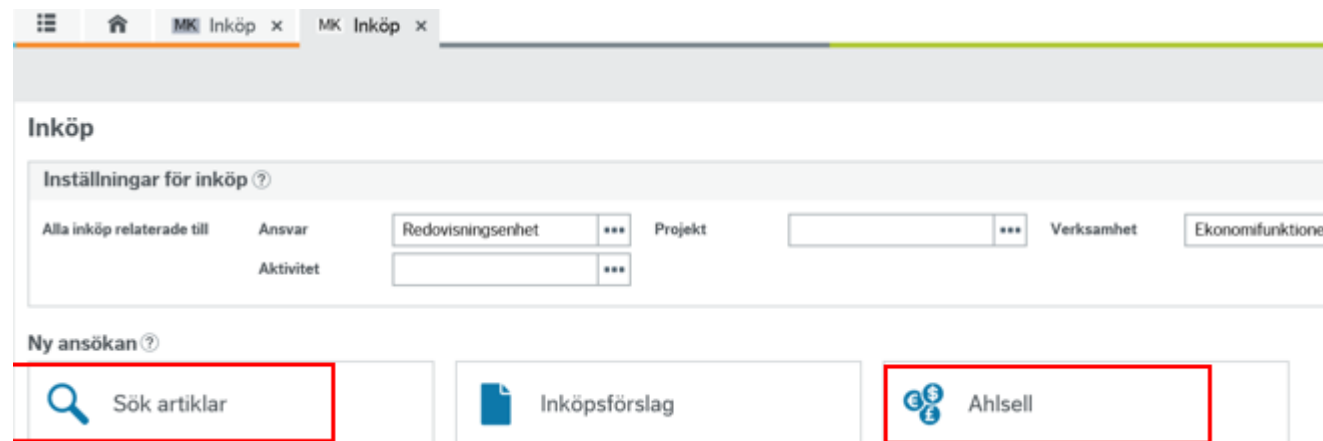 MK Inköp × MK Inköp ×
Inköp
Inställningar för inköp ?
Alla inköp relaterade till Ansvar Redovisningsenhet ... Projekt ... Verksamhet Ekonomifunktione
Aktivitet ...
Ny ansökan ?
Sök artiklar Inköpsförslag Ahlsell